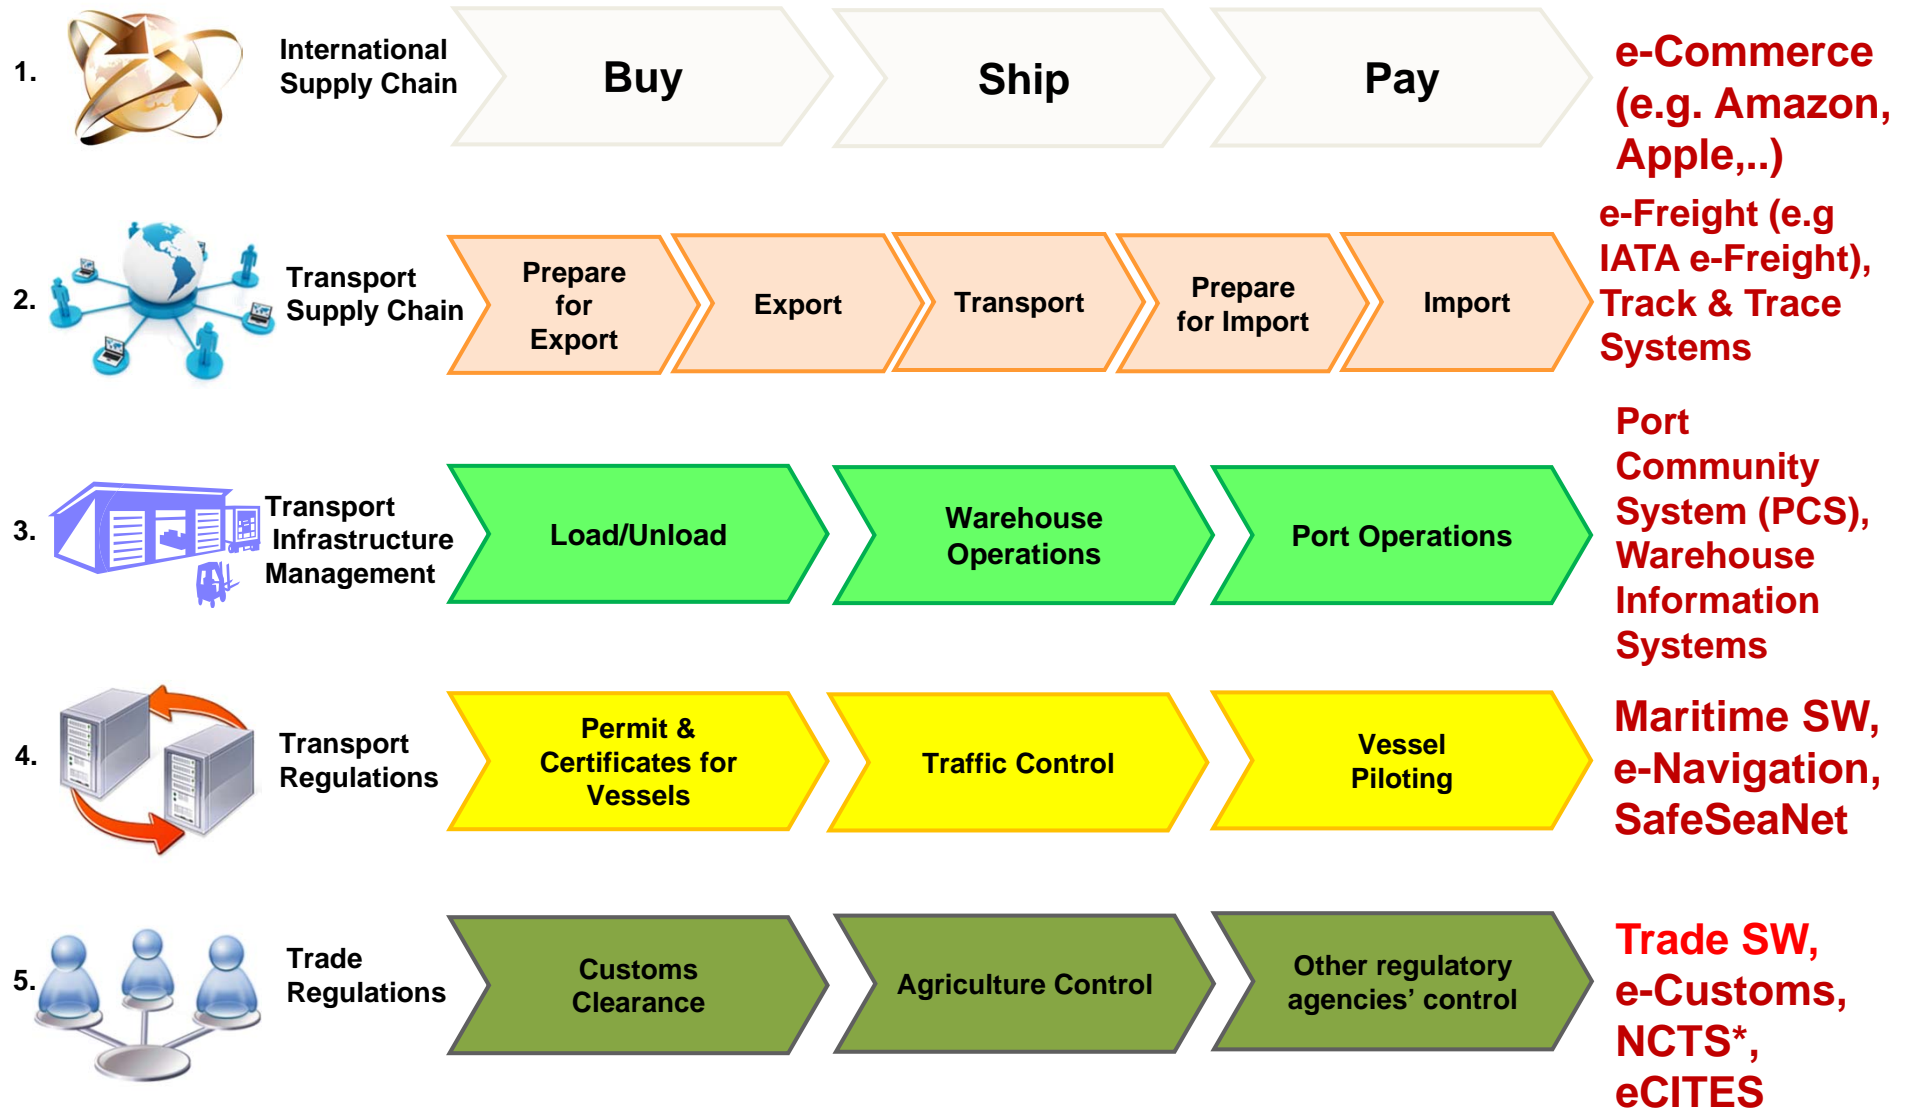 1.
International
Supply Chain
Buy
Ship
Pay
e-Commerce
(e.g. Amazon,
Apple,..)
2.
Transport
Supply Chain
Prepare
for
Export
Export
Transport
Prepare
for Import
Import
e-Freight (e.g
IATA e-Freight),
Track & Trace
Systems
3.
Transport
Infrastructure
Management
Load/Unload
Warehouse
Operations
Port Operations
Port
Community
System (PCS),
Warehouse
Information
Systems
4.
Transport
Regulations
Permit &
Certificates for
Vessels
Traffic Control
Vessel
Piloting
Maritime SW,
e-Navigation,
SafeSeaNet
5.
Trade
Regulations
Customs
Clearance
Agriculture Control
Other regulatory
agencies’ control
Trade SW,
e-Customs,
NCTS*,
eCITES